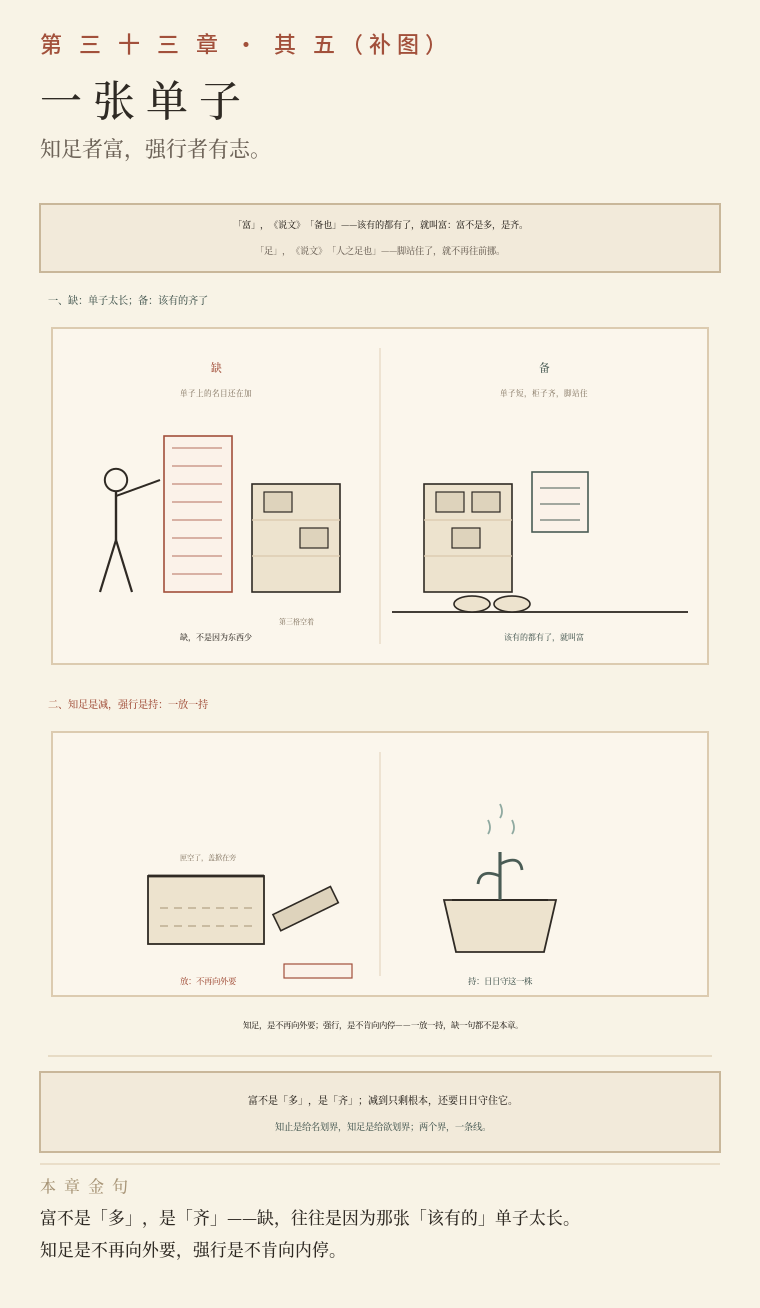 第三十三章·其五（补图）
一张单子
知足者富，强行者有志。
「富」，《说文》「备也」——该有的都有了，就叫富：富不是多，是齐。
「足」，《说文》「人之足也」——脚站住了，就不再往前挪。
一、缺：单子太长；备：该有的齐了
缺
备
单子上的名目还在加
单子短，柜子齐，脚站住
第三格空着
缺，不是因为东西少
该有的都有了，就叫富
二、知足是减，强行是持：一放一持
匣空了，盖掀在旁
放：不再向外要
持：日日守这一株
知足，是不再向外要；强行，是不肯向内停——一放一持，缺一句都不是本章。
富不是「多」，是「齐」；减到只剩根本，还要日日守住它。
知止是给名划界，知足是给欲划界；两个界，一条线。
本章金句
富不是「多」，是「齐」——缺，往往是因为那张「该有的」单子太长。
知足是不再向外要，强行是不肯向内停。